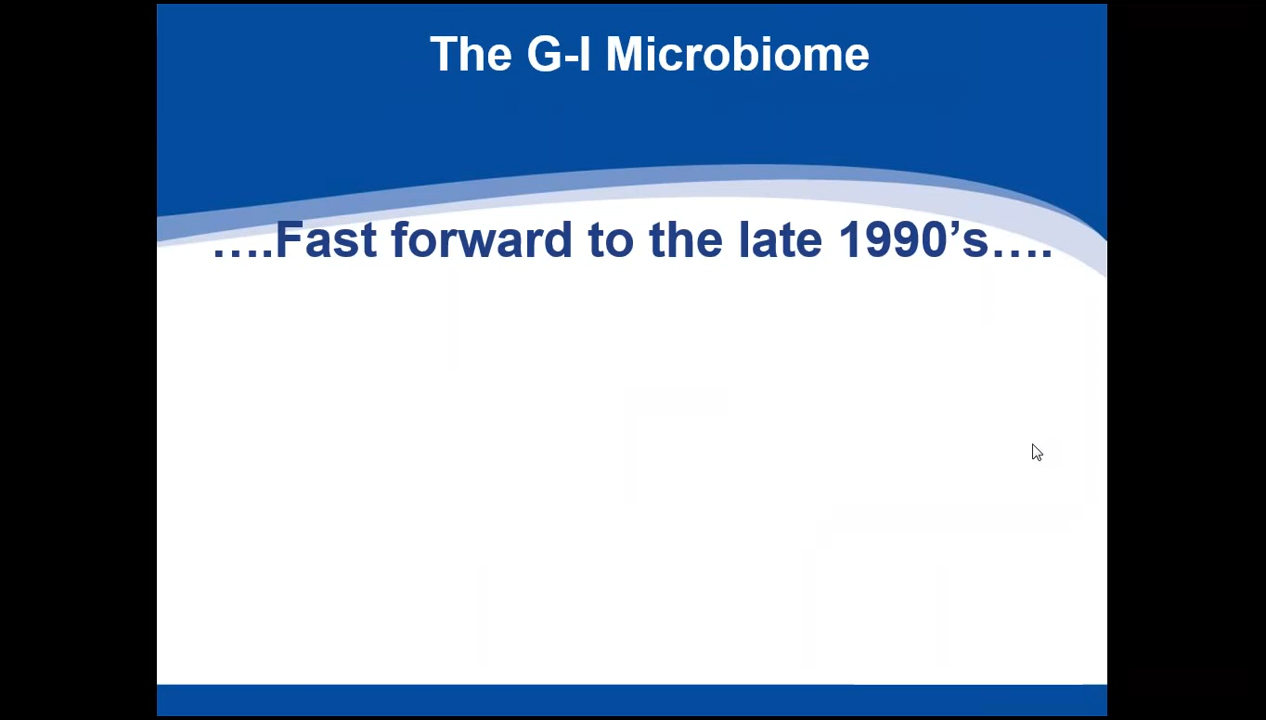 The G-I Microbiome
….Fast forward to the late 1990’s….